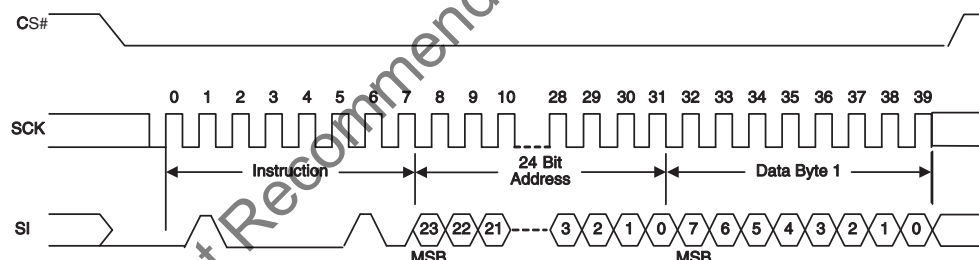 CS#
0 1 2 3 4 5 6 7 8 9 10 28 29 30 31 32 33 34 35 36 37 38 39
SCK
Instruction
24 Bit
Address
Data Byte 1
SI
23 22 21 3 2 1 0 7 6 5 4 3 2 1 0
MSB MSB
Recommend